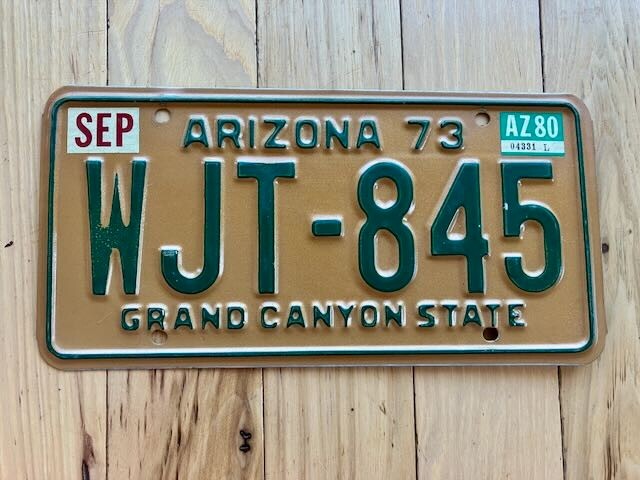 SEP
ARIZONA 73
AZ80
04331 L
WJT-845
GRAND CANYON STATE